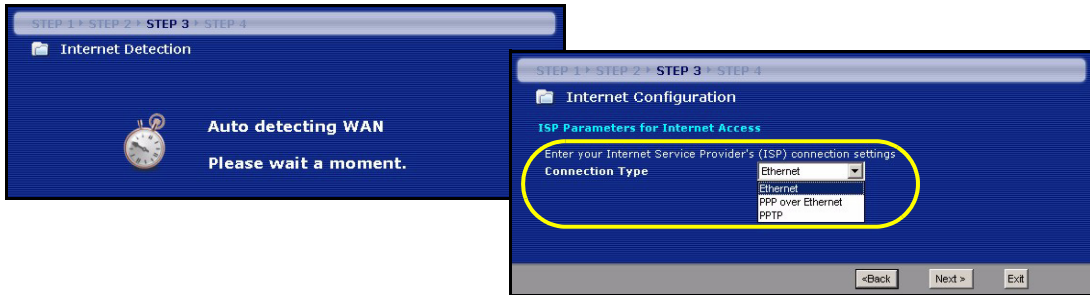 STEP 1 ▸ STEP 2 ▸ STEP 3 ▸ STEP 4
Internet Detection
Auto detecting WAN
Please wait a moment.
STEP 1 ▸ STEP 2 ▸ STEP 3 ▸ STEP 4
Internet Configuration
ISP Parameters for Internet Access
Enter your Internet Service Provider's (ISP) connection settings
Connection Type Ethernet
Ethernet
PPP over Ethernet
PPTP
<Back Next > Exit